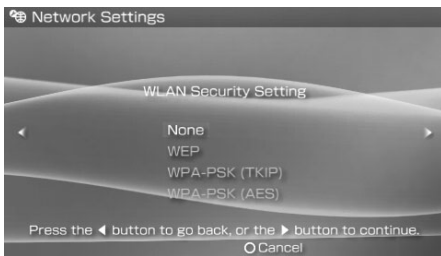 Network Settings
WLAN Security Setting
None
WEP
WPA-PSK (TKIP)
WPA-PSK (AES)
Press the ◀ button to go back, or the ▶ button to continue.
Cancel